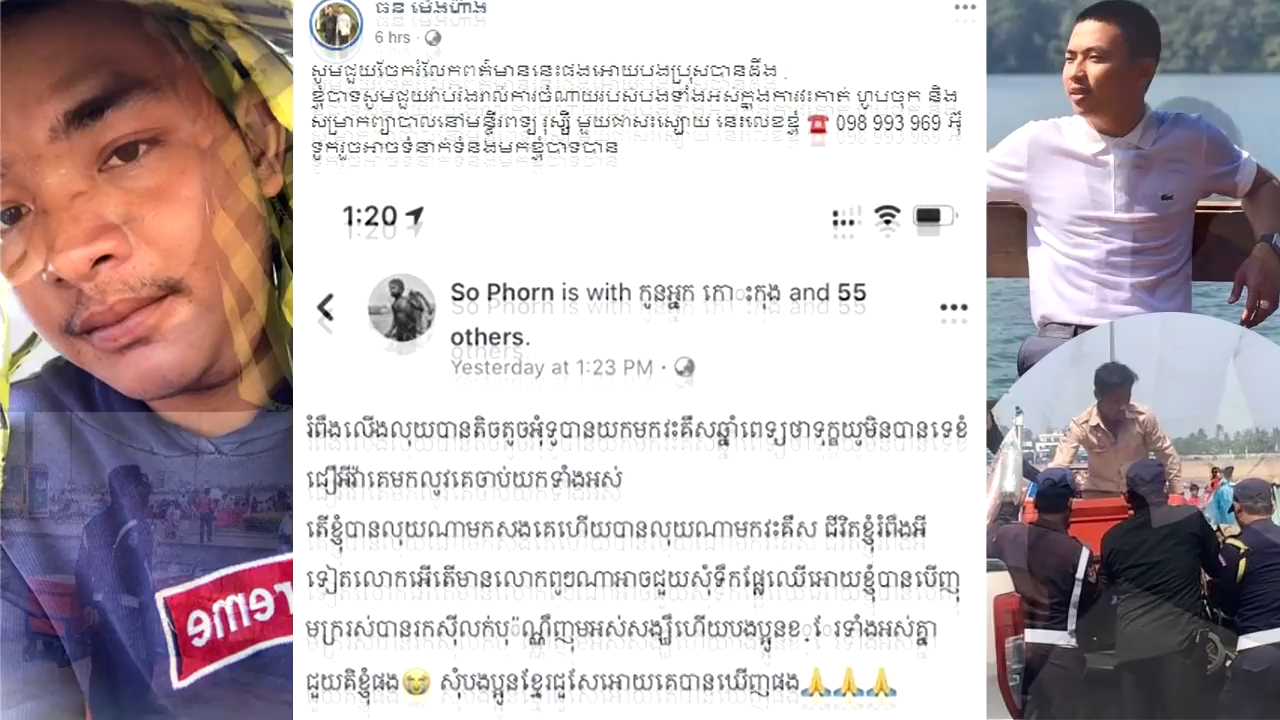 ធន ម៉េងហ៊ាង
6 hrs
សូមជួយចែករំលែកពត៌មាននេះផងអោយបងប្រុសបានដឹង .
ខ្ញុំបាទសូមជួយរ៉ាប់រងរាល់ការចំណាយរបស់បងទាំងអស់ក្នុងការវះកាត់ ហូបចុក និង
សម្រាកព្យាបាលនៅមន្ទីរពេទ្យ រុស្ស៊ី មួយជាសះស្បើយ នេះលេខខ្ញុំ ☎️ 098 993 969
ទូករួចអាចទំនាក់ទំនងមកខ្ញុំបាទបាន
1:20
So Phorn is with កូនអ្នក កោះកុង and 55
others.
Yesterday at 1:23 PM
រំពឹងលើងលុយបានតិចតូចអុំទូបានយកមកវះគឺសឆ្នាំពេទ្យថាទុក្ខយូមិនបានទេខំ
ជឿអីវ៉ាគេមកលូវគេចាប់យកទាំងអស់
តើខ្ញុំបានលុយណាមកសងគេហើយបានលុយណាមកវះគឺស ជីវិតខ្ញុំរំពឹងអី
ទៀតលោកអើតើមានលោកពូៗណាអាចជួយសុំទឹកផ្លែឈើអោយខ្ញុំបានបើញុ
មក្ររស់បានរកស៊ីលក់ប៉ុណ្ណឹញុមអស់សង្ឃឹហើយបងប្អូនខ្មែរទាំងអស់គ្នា
ជួយគិខ្ញុំផង😭 សុំបងប្អូនខ្មែរជួសែអោយគេបានឃើញផង🙏🙏🙏
reme